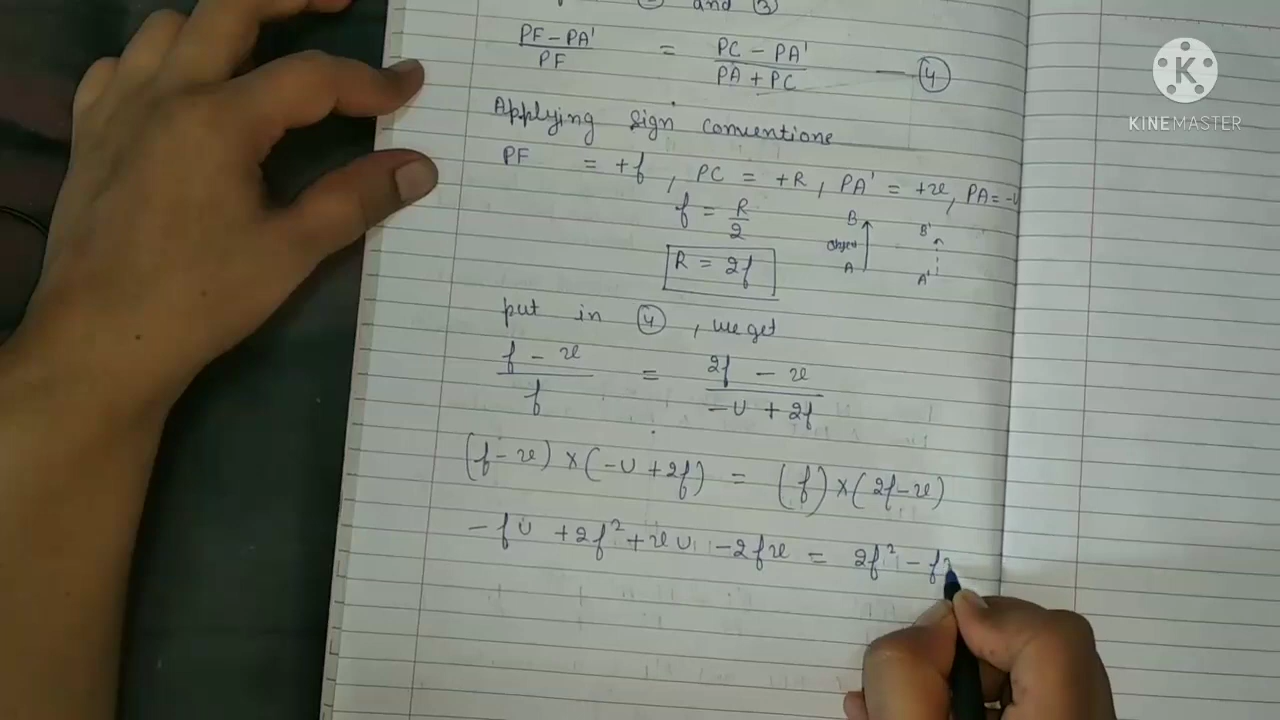 ② and ③
PF - PA' / PF = PC - PA' / PA + PC — ④
KINEMASTER
Applying sign conventione
PF = +f, PC = +R, PA' = +v, PA = -u
f = R/2
B B'
object
R = 2f
A A'
put in ④, we get
f - v / f = 2f - v / -u + 2f
(f-v)×(-u+2f) = (f)×(2f-v)
-fu + 2f² + vu - 2fv = 2f² - f